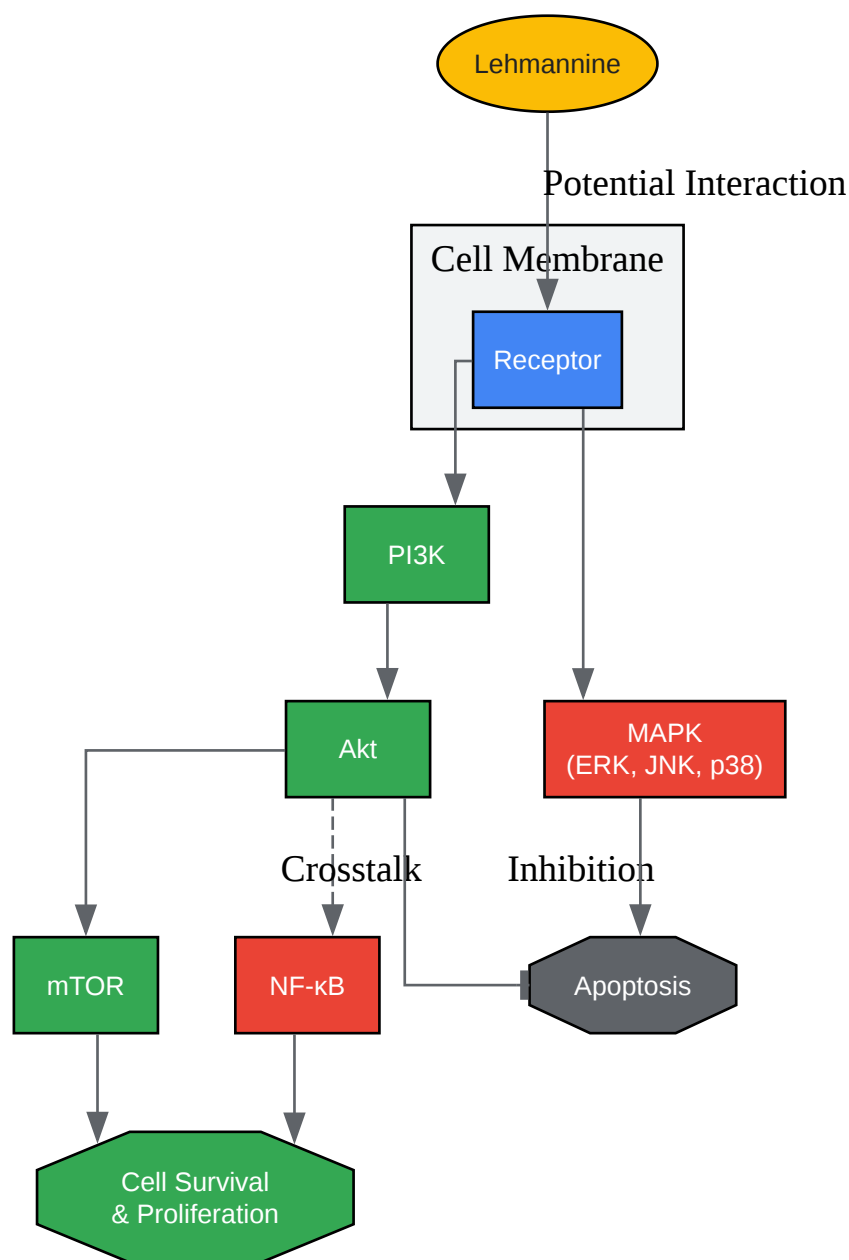 Lehmannine
Potential Interaction
Cell Membrane
Receptor
PI3K
Akt
MAPK
(ERK, JNK, p38)
Crosstalk
Inhibition
mTOR
NF-κB
Apoptosis
Cell Survival
& Proliferation